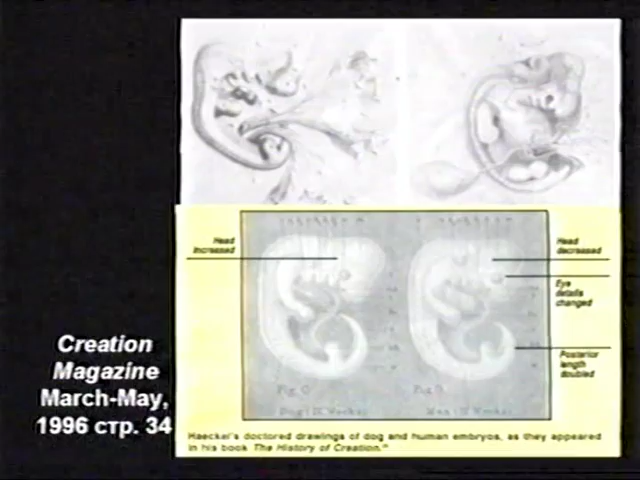 Head
increased
Head
decreased
Eye
details
changed
Posterior
length
doubled
Creation
Magazine
March-May,
1996 стр. 34
Haeckel's doctored drawings of dog and human embryos, as they appeared
in his book The History of Creation."